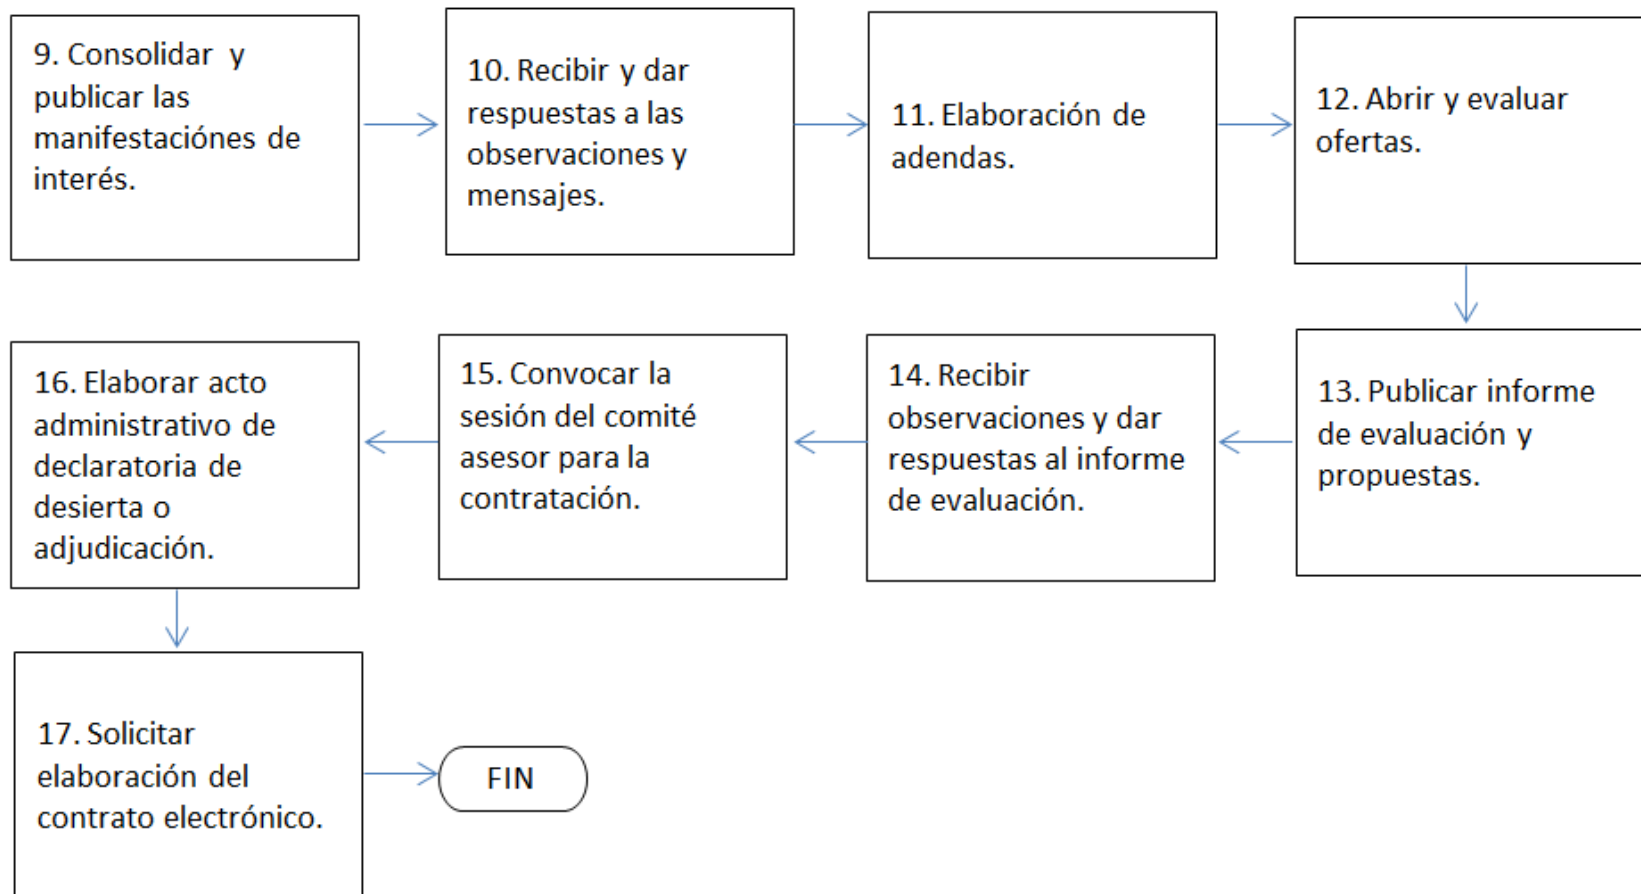 9. Consolidar y
publicar las
manifestaciónes de
interés.
10. Recibir y dar
respuestas a las
observaciones y
mensajes.
11. Elaboración de
adendas.
12. Abrir y evaluar
ofertas.
13. Publicar informe
de evaluación y
propuestas.
14. Recibir
observaciones y dar
respuestas al informe
de evaluación.
15. Convocar la
sesión del comité
asesor para la
contratación.
16. Elaborar acto
administrativo de
declaratoria de
desierta o
adjudicación.
17. Solicitar
elaboración del
contrato electrónico.
FIN